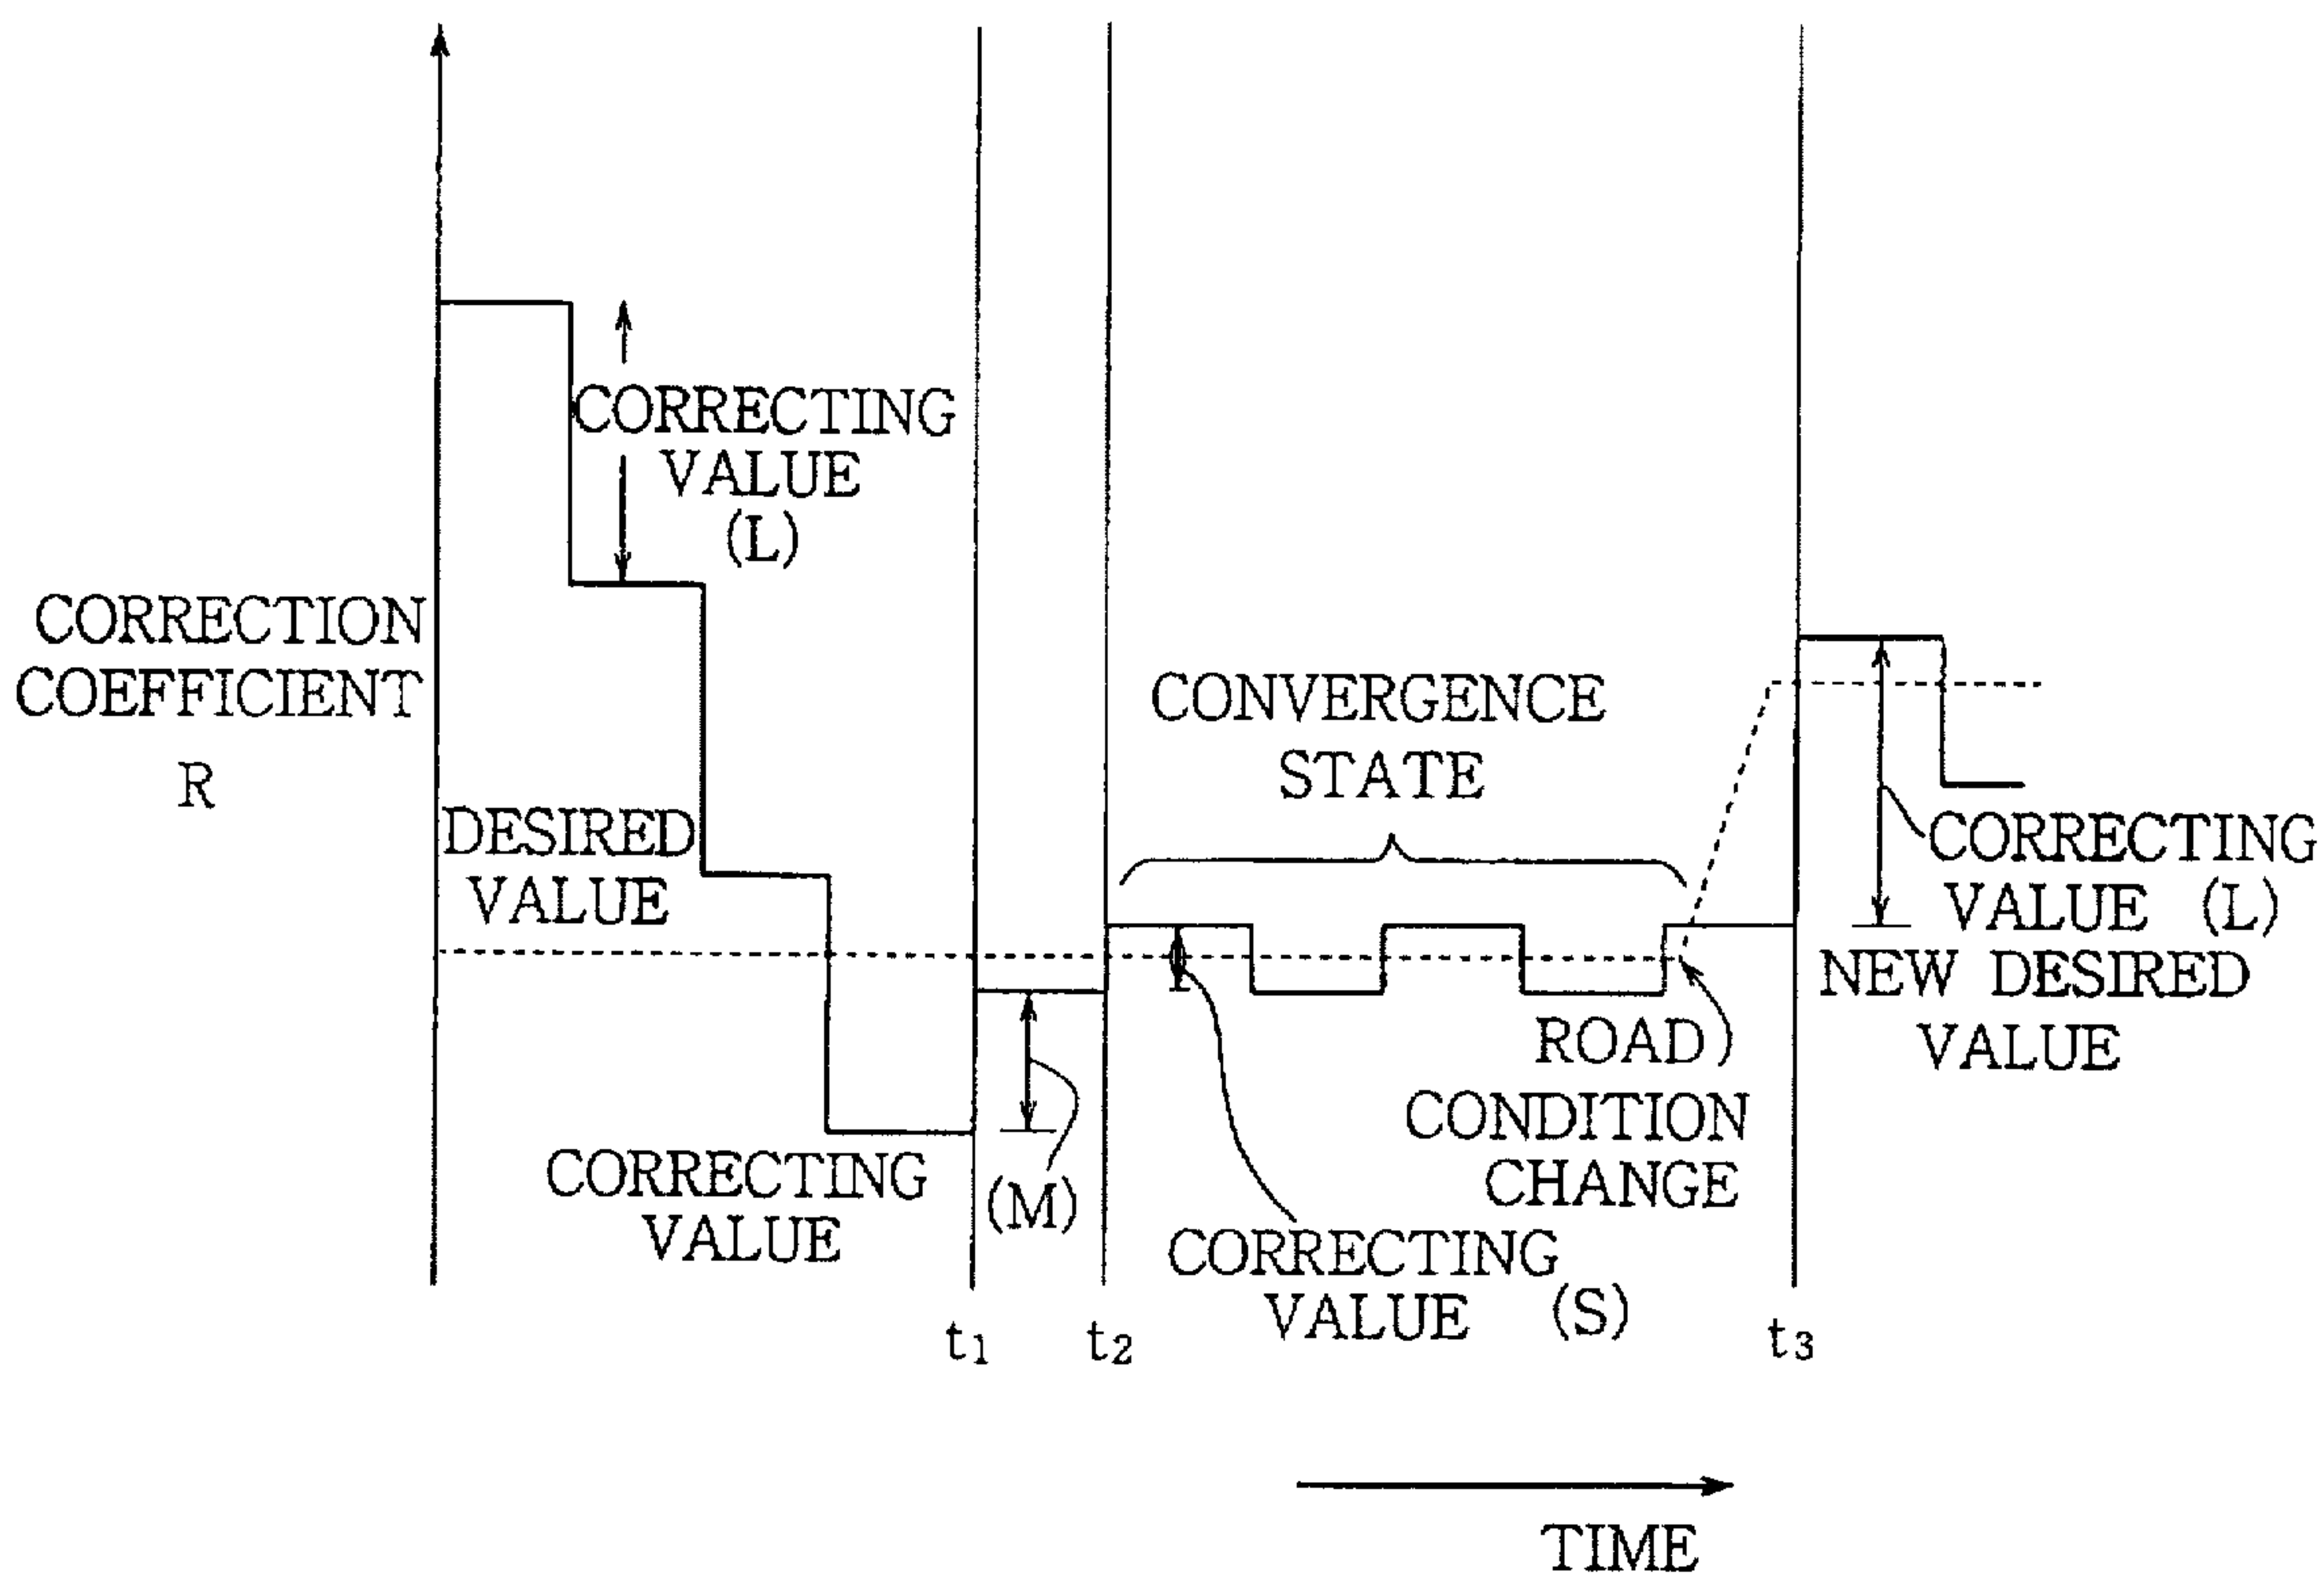 CORRECTING
VALUE
(L)
CORRECTION
COEFFICIENT
R
DESIRED
VALUE
CONVERGENCE
STATE
CORRECTING
VALUE (L)
NEW DESIRED
VALUE
ROAD
CONDITION
CHANGE
CORRECTING
VALUE
(M)
CORRECTING
VALUE (S)
t1
t2
t3
TIME